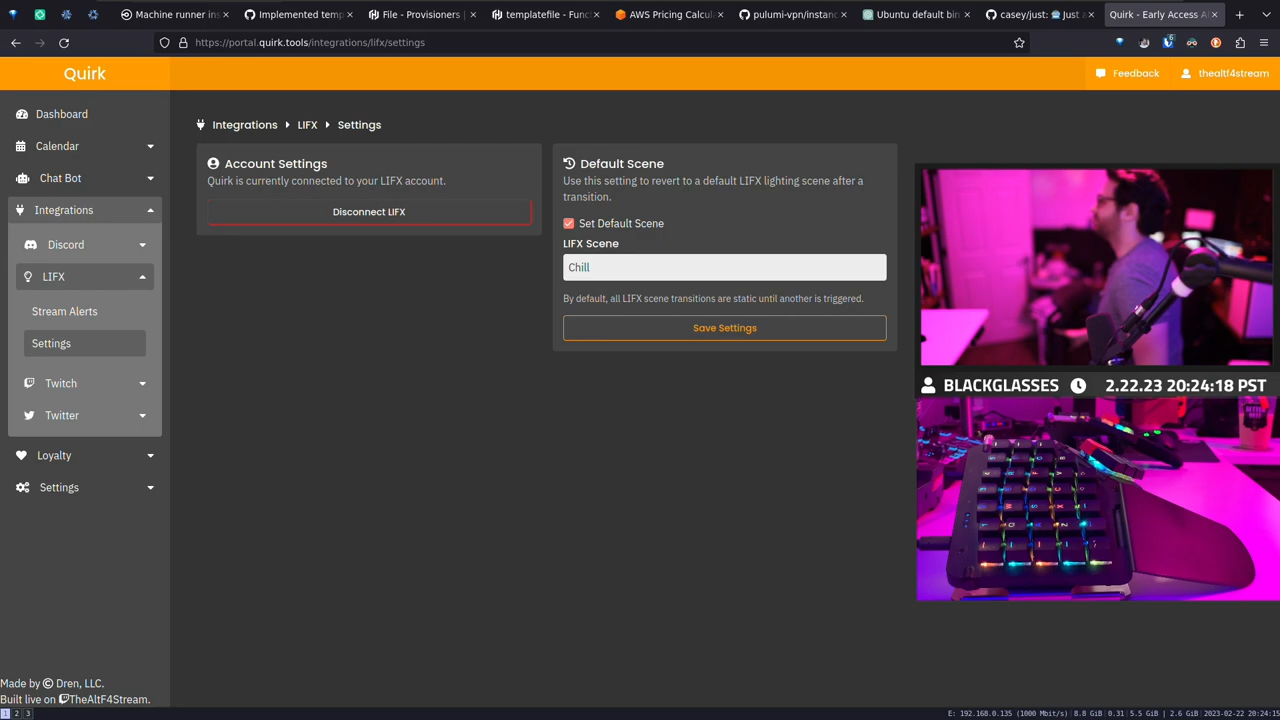 Machine runner ins
Implemented temp
File - Provisioners |
templatefile - Func
AWS Pricing Calcul
pulumi-vpn/instanc
Ubuntu default bin
casey/just: Just a
Quirk - Early Access A
https://portal.quirk.tools/integrations/lifx/settings
6
Quirk
Feedback
thealtf4stream
Dashboard
Calendar
Chat Bot
Integrations
Discord
LIFX
Stream Alerts
Settings
Twitch
Twitter
Loyalty
Settings
Made by © Dren, LLC.
Built live on TheAltF4Stream.
Integrations LIFX Settings
Account Settings
Quirk is currently connected to your LIFX account.
Disconnect LIFX
Default Scene
Use this setting to revert to a default LIFX lighting scene after a
transition.
Set Default Scene
LIFX Scene
Chill
By default, all LIFX scene transitions are static until another is triggered.
Save Settings
BLACKGLASSES 2.22.23 20:24:18 PST
1 2 3
E: 192.168.0.135 (1000 Mbit/s) | 8.8 GiB | 0.31 | 5.5 GiB | 2.6 GiB | 2023-02-22 20:24:15